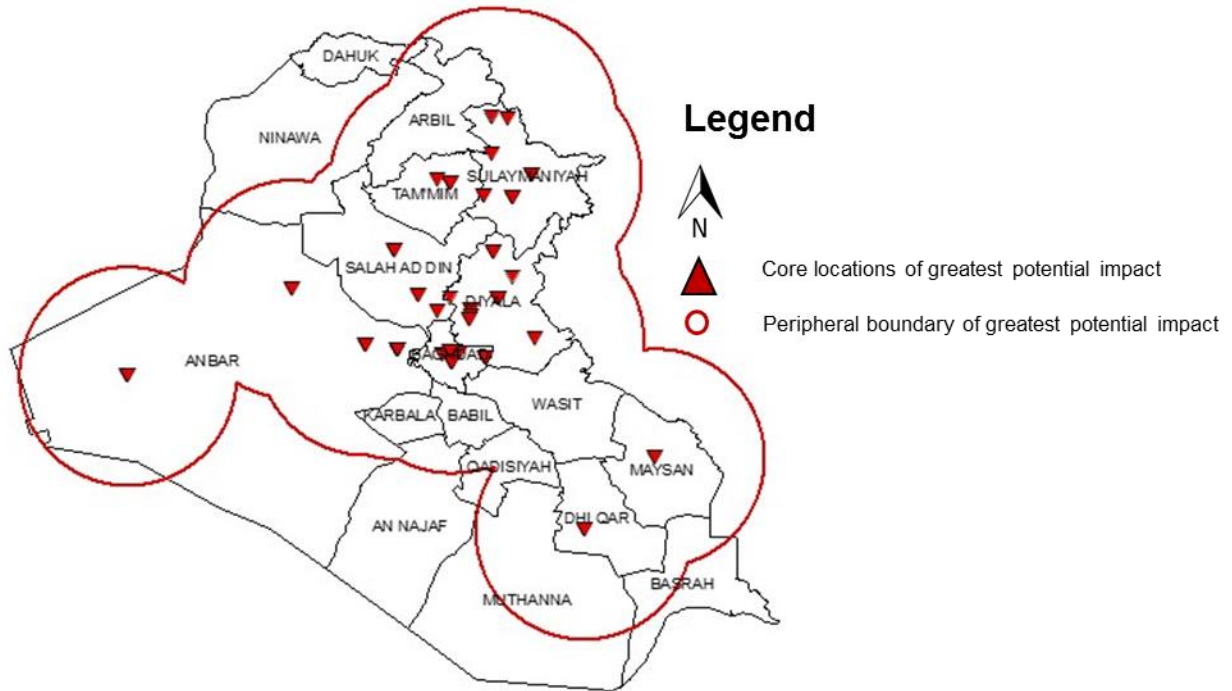 DAHUK
NINAWA
ARBIL
SULAYMANIYAH
TAMMIM
SALAH AD DIN
DIYALA
ANBAR
BAGHDAD
KARBALA
BABIL
WASIT
QADISIYAH
MAYSAN
AN NAJAF
DHI QAR
MUTHANNA
BASRAH
Legend
N
Core locations of greatest potential impact
Peripheral boundary of greatest potential impact